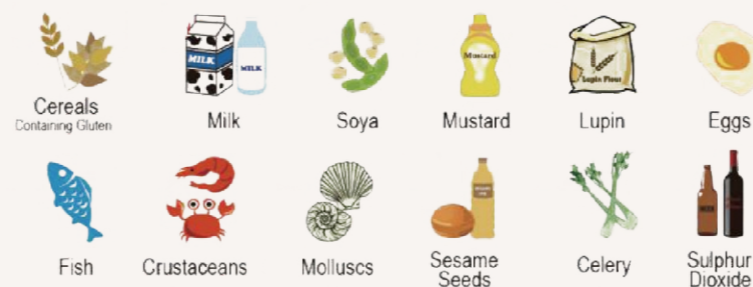 MILK
MILK
Mustard
Lupin Flour
Cereals
Containing Gluten
Milk
Soya
Mustard
Lupin
Eggs
Fish
Crustaceans
Molluscs
Sesame
Seeds
Celery
Sulphur
Dioxide